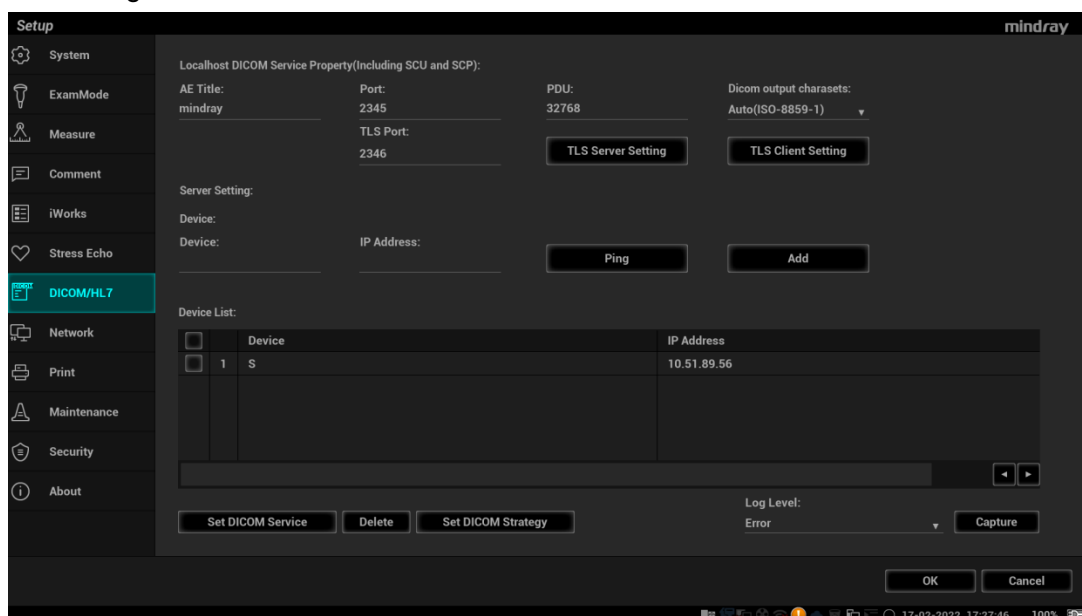 Setup mindray
System
ExamMode
Measure
Comment
iWorks
Stress Echo
DICOM/HL7
Network
Print
Maintenance
Security
About
Localhost DICOM Service Property(Including SCU and SCP):
AE Title: Port: PDU: Dicom output charasets:
mindray 2345 32768 Auto(ISO-8859-1)
TLS Port:
2346 TLS Server Setting TLS Client Setting
Server Setting:
Device:
Device: IP Address:
Ping Add
Device List:
Device IP Address
1 S 10.51.89.56
Log Level:
Set DICOM Service Delete Set DICOM Strategy Error Capture
OK Cancel
17-02-2022 17:27:46 100%